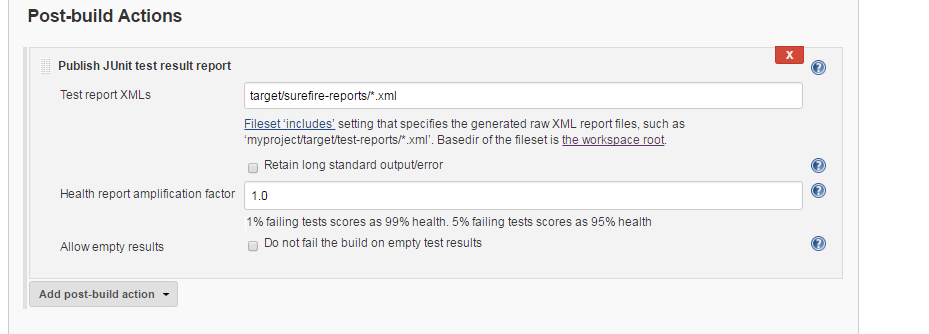 Post-build Actions
Publish JUnit test result report
X
Test report XMLs
target/surefire-reports/*.xml
Fileset ‘includes’ setting that specifies the generated raw XML report files, such as
‘myproject/target/test-reports/*.xml’. Basedir of the fileset is the workspace root.
Retain long standard output/error
Health report amplification factor
1.0
1% failing tests scores as 99% health. 5% failing tests scores as 95% health
Allow empty results
Do not fail the build on empty test results
Add post-build action